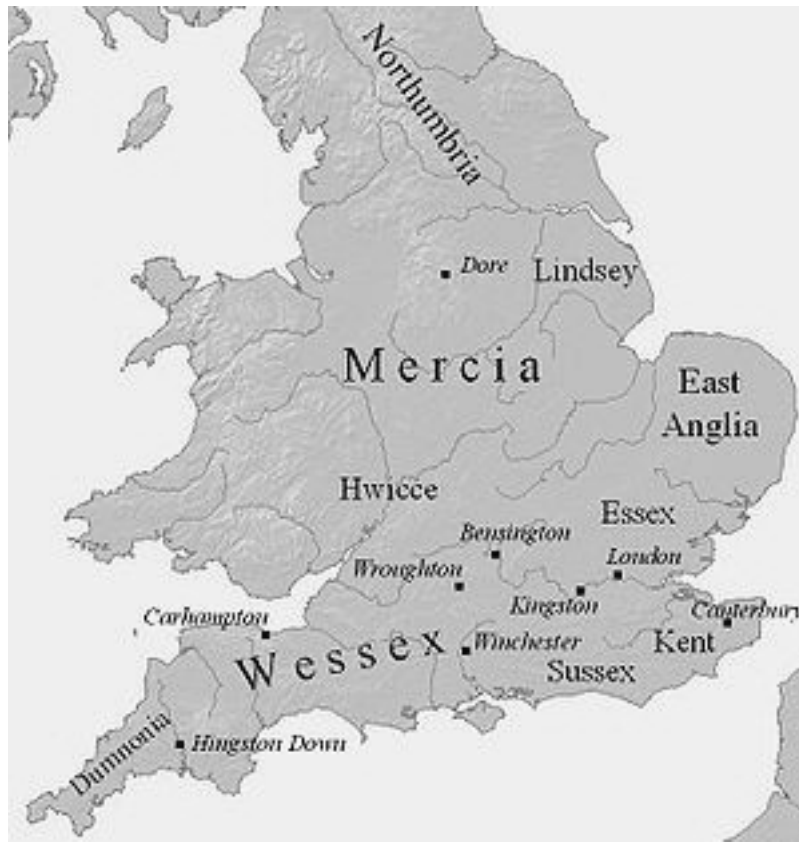 Northumbria
Dore
Lindsey
Mercia
East
Anglia
Hwicce
Essex
Bensington
London
Wroughton
Kingston
Canterbury
Carhampton
Wessex
Winchester
Kent
Sussex
Dumnonia
Hingston Down